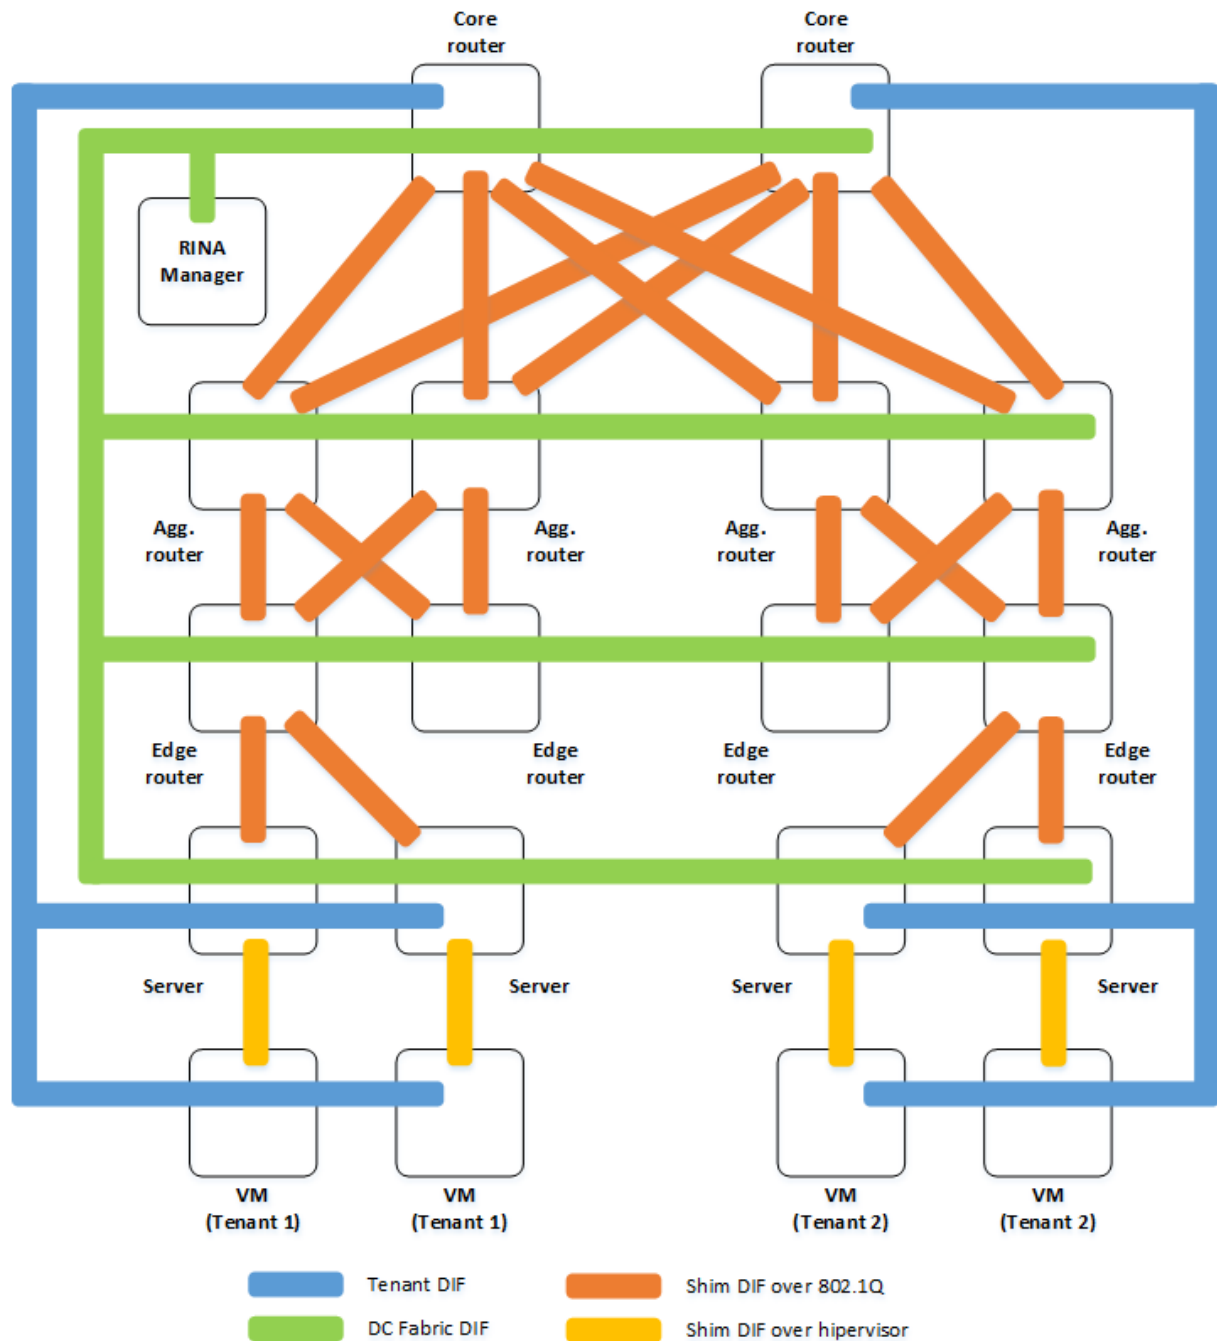 Core
router
Core
router
RINA
Manager
Agg.
router
Agg.
router
Agg.
router
Agg.
router
Edge
router
Edge
router
Edge
router
Edge
router
Server
Server
Server
Server
VM
(Tenant 1)
VM
(Tenant 1)
VM
(Tenant 2)
VM
(Tenant 2)
Tenant DIF
Shim DIF over 802.1Q
DC Fabric DIF
Shim DIF over hipervisor